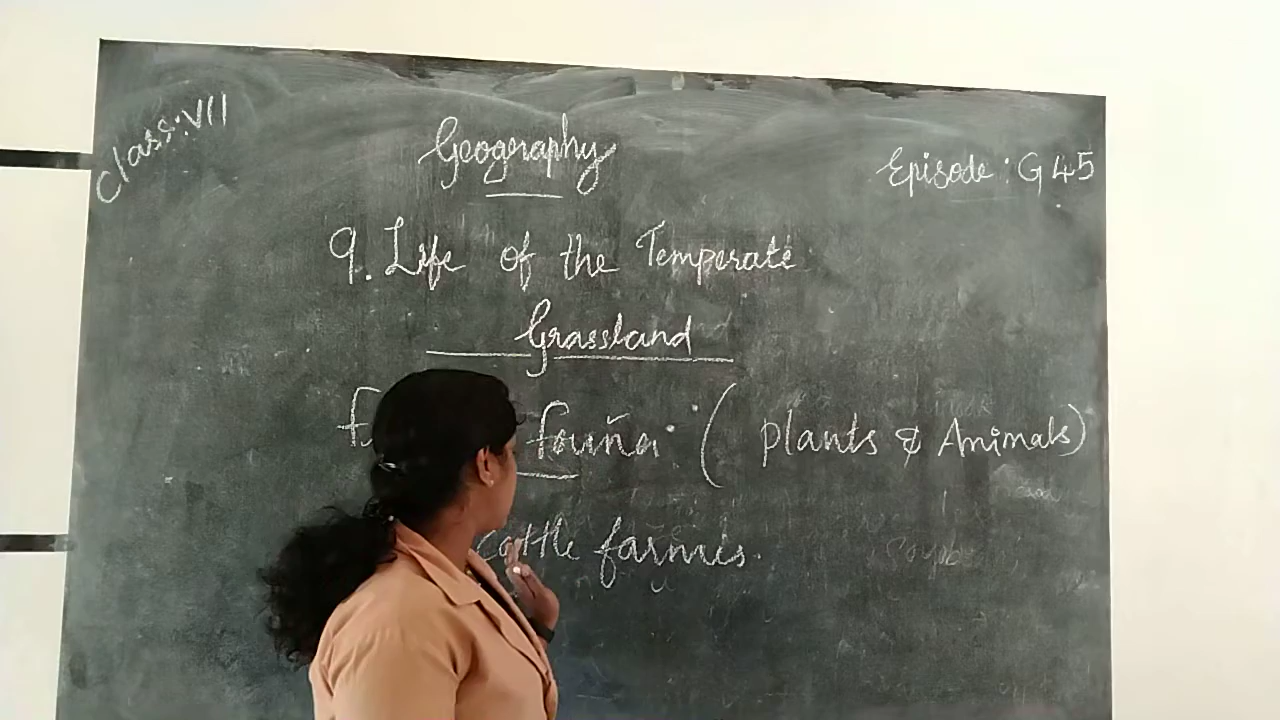 Class: VII
Geography
Episode: G 45
9. Life of the Temperate
Grassland
fauna: ( plants & Animals)
cattle farms.